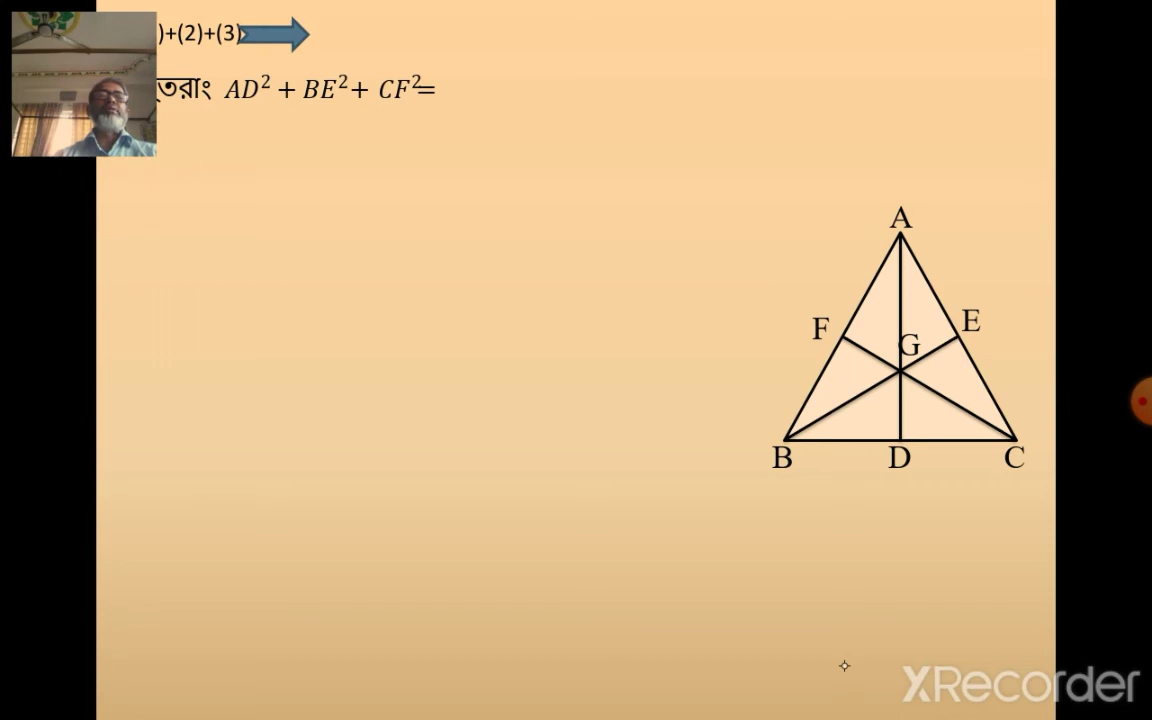 )+(2)+(3)
তরাং AD² + BE² + CF² =
A
F
E
G
B
D
C
XRecorder